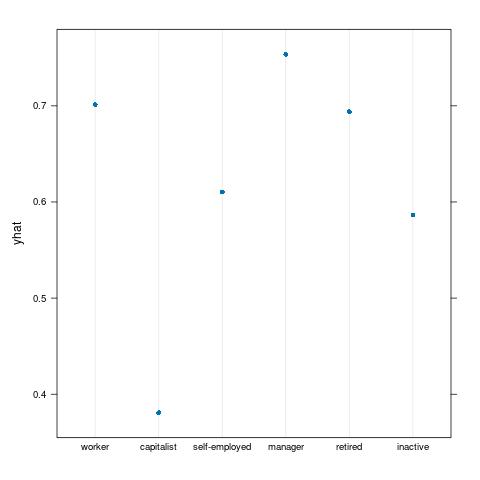 yhat
0.7
0.6
0.5
0.4
worker capitalist self-employed manager retired inactive